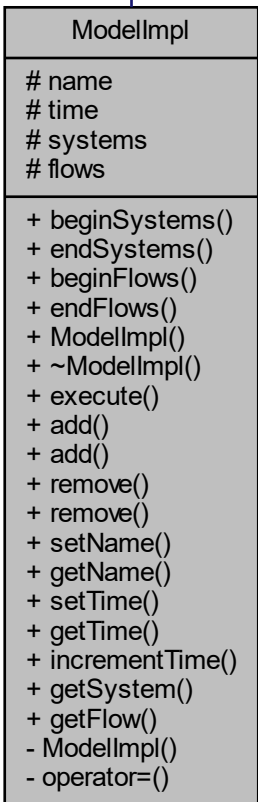 ModelImpl
# name
# time
# systems
# flows
+ beginSystems()
+ endSystems()
+ beginFlows()
+ endFlows()
+ ModelImpl()
+ ~ModelImpl()
+ execute()
+ add()
+ add()
+ remove()
+ remove()
+ setName()
+ getName()
+ setTime()
+ getTime()
+ incrementTime()
+ getSystem()
+ getFlow()
- ModelImpl()
- operator=()